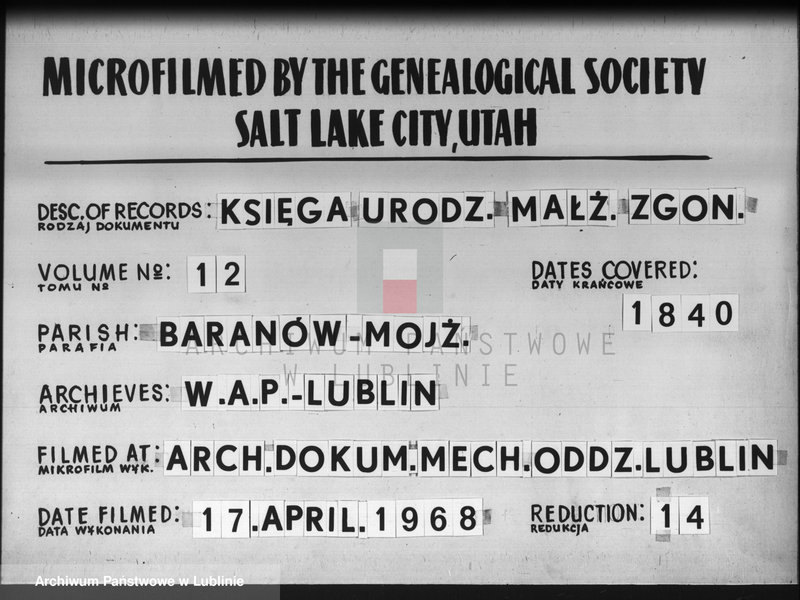 MICROFILMED BY THE GENEALOGICAL SOCIETY
SALT LAKE CITY, UTAH
DESC. OF RECORDS: KSIĘGA URODZ. MAŁŻ. ZGON.
RODZAJ DOKUMENTU
VOLUME Nº: 12
TOMU Nº
DATES COVERED:
DATY KRAŃCOWE
1840
PARISH: BARANÓW-MOJŻ.
PARAFIA
ARCHIWUM PAŃSTWOWE
W LUBLINIE
ARCHIEVES: W.A.P.-LUBLIN
ARCHIWUM
FILMED AT: ARCH.DOKUM.MECH.ODDZ.LUBLIN
MIKROFILM WYK.
DATE FILMED: 17.APRIL.1968
DATA WYKONANIA
REDUCTION: 14
REDUKCJA
Archiwum Państwowe w Lublinie